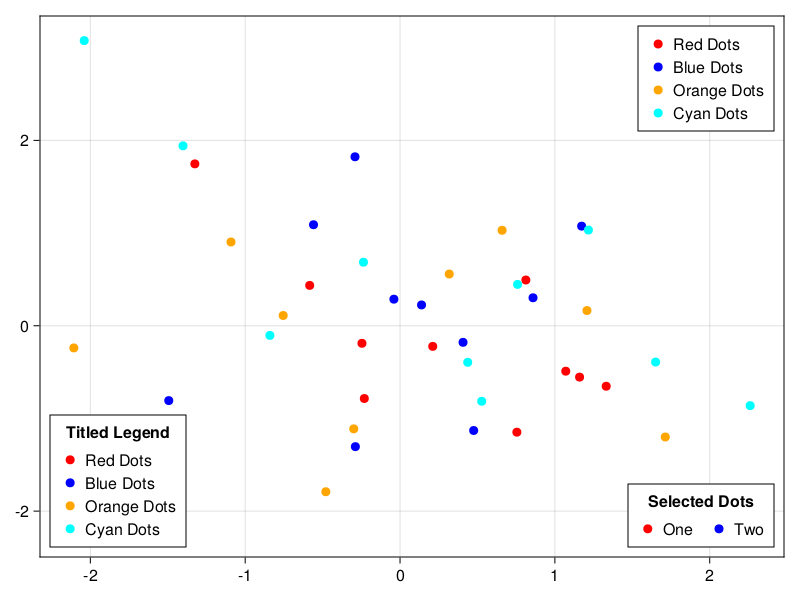 Red Dots
Blue Dots
Orange Dots
Cyan Dots
2
0
-2
Titled Legend
Red Dots
Blue Dots
Orange Dots
Cyan Dots
Selected Dots
One Two
-2 -1 0 1 2